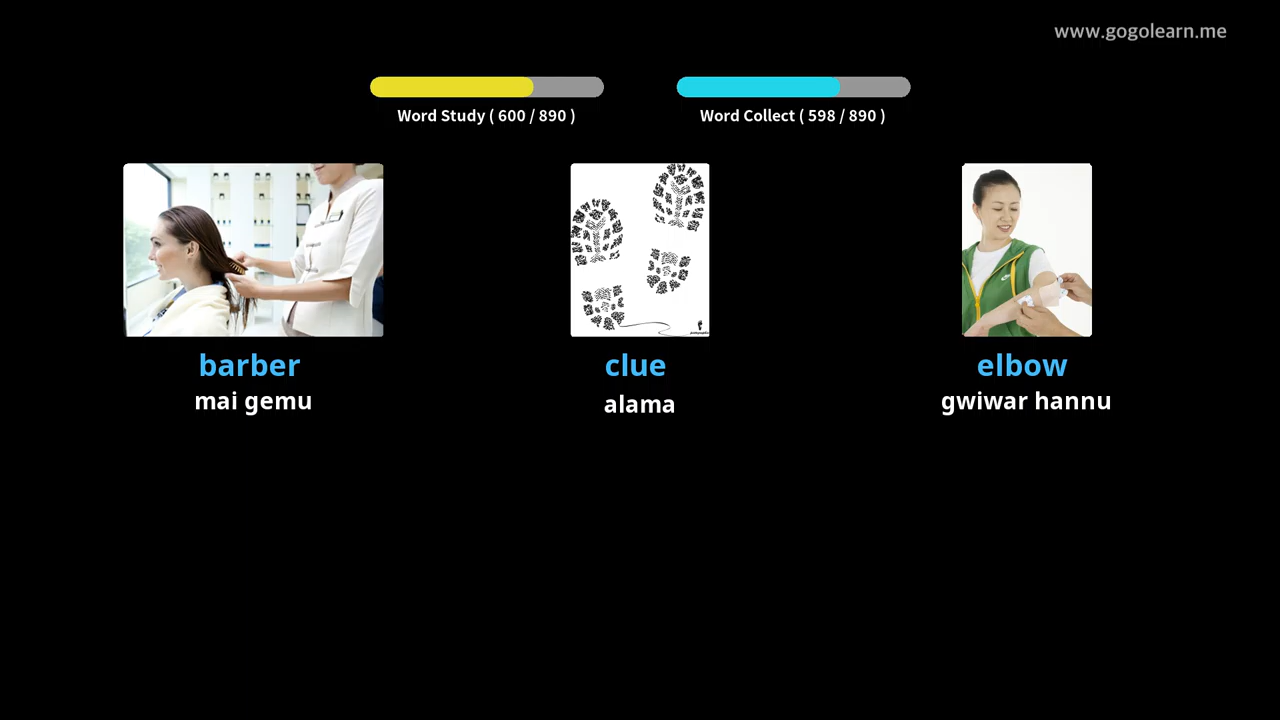 www.gogolearn.me
Word Study ( 600 / 890 )
Word Collect ( 598 / 890 )
barber
clue
elbow
mai gemu
alama
gwiwar hannu